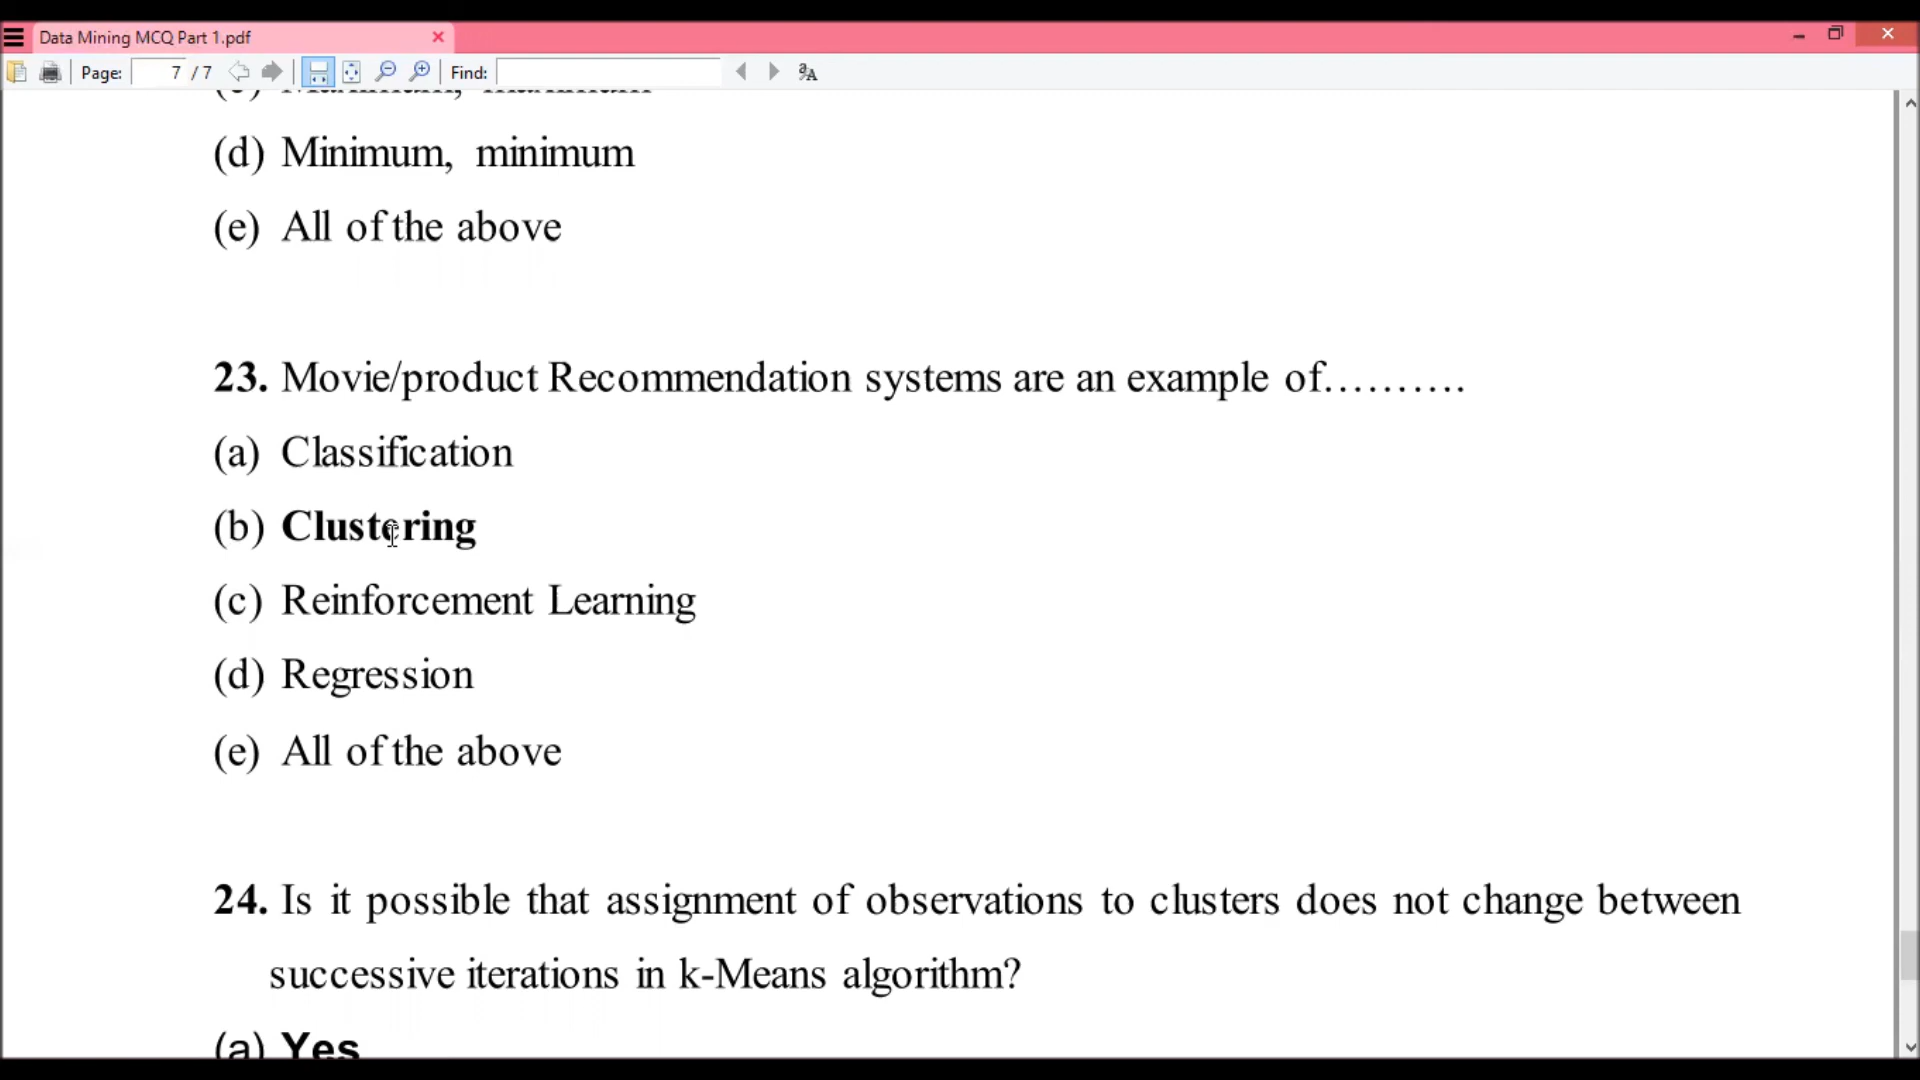 Data Mining MCQ Part 1.pdf
Page: 7 / 7 Find:
(d) Minimum, minimum
(e) All of the above
23. Movie/product Recommendation systems are an example of……….
(a) Classification
(b) Clustering
(c) Reinforcement Learning
(d) Regression
(e) All of the above
24. Is it possible that assignment of observations to clusters does not change between
successive iterations in k-Means algorithm?
(a) Yes